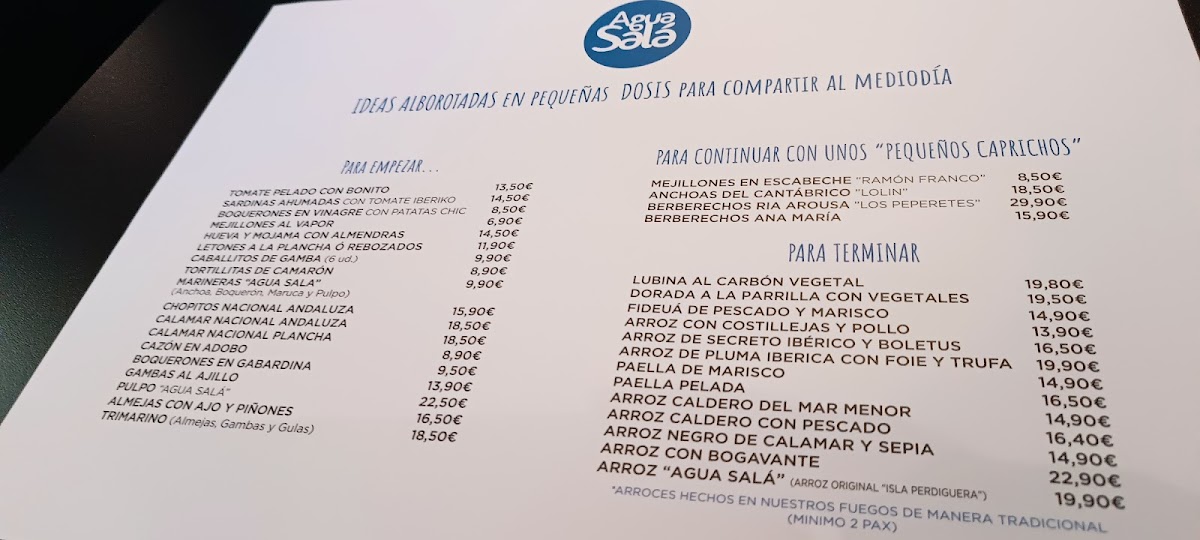 Agua Salá
IDEAS ALBOROTADAS EN PEQUEÑAS DOSIS PARA COMPARTIR AL MEDIODÍA
PARA EMPEZAR...
TOMATE PELADO CON BONITO 13,50€
SARDINAS AHUMADAS CON TOMATE IBERIKO 14,50€
BOQUERONES EN VINAGRE CON PATATAS CHIC 8,50€
MEJILLONES AL VAPOR 6,90€
HUEVA Y MOJAMA CON ALMENDRAS 14,50€
LETONES A LA PLANCHA Ó REBOZADOS 11,90€
CABALLITOS DE GAMBA (6 ud.) 9,90€
TORTILLITAS DE CAMARÓN 8,90€
MARINERAS "AGUA SALA" 9,90€
(Anchoa, Boquerón, Maruca y Pulpo)
CHOPITOS NACIONAL ANDALUZA 15,90€
CALAMAR NACIONAL ANDALUZA 18,50€
CALAMAR NACIONAL PLANCHA 18,50€
CAZÓN EN ADOBO 8,90€
BOQUERONES EN GABARDINA 9,50€
GAMBAS AL AJILLO 13,90€
PULPO "AGUA SALÁ" 22,50€
ALMEJAS CON AJO Y PIÑONES 16,50€
TRIMARINO (Almejas, Gambas y Gulas) 18,50€
PARA CONTINUAR CON UNOS "PEQUEÑOS CAPRICHOS"
MEJILLONES EN ESCABECHE "RAMÓN FRANCO" 8,50€
ANCHOAS DEL CANTÁBRICO "LOLIN" 18,50€
BERBERECHOS RIA AROUSA "LOS PEPERETES" 29,90€
BERBERECHOS ANA MARÍA 15,90€
PARA TERMINAR
LUBINA AL CARBÓN VEGETAL 19,80€
DORADA A LA PARRILLA CON VEGETALES 19,50€
FIDEUÁ DE PESCADO Y MARISCO 14,90€
ARROZ CON COSTILLEJAS Y POLLO 13,90€
ARROZ DE SECRETO IBÉRICO Y BOLETUS 16,50€
ARROZ DE PLUMA IBERICA CON FOIE Y TRUFA 19,90€
PAELLA DE MARISCO 14,90€
PAELLA PELADA 16,50€
ARROZ CALDERO DEL MAR MENOR 14,90€
ARROZ CALDERO CON PESCADO 16,40€
ARROZ NEGRO DE CALAMAR Y SEPIA 14,90€
ARROZ CON BOGAVANTE 22,90€
ARROZ "AGUA SALÁ" (ARROZ ORIGINAL "ISLA PERDIGUERA") 19,90€
*ARROCES HECHOS EN NUESTROS FUEGOS DE MANERA TRADICIONAL
(MINIMO 2 PAX)